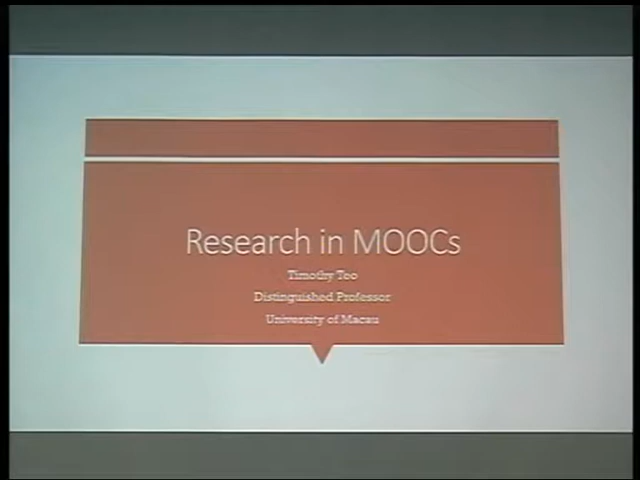 Research in MOOCs
Timothy Teo
Distinguished Professor
University of Macau